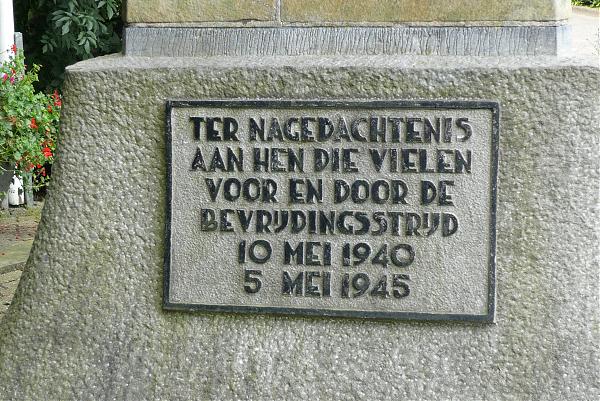 TER NAGEDACHTENIS
AAN HEN DIE VIELEN
VOOR EN DOOR DE
BEVRIJDINGSSTRIJD
10 MEI 1940
5 MEI 1945